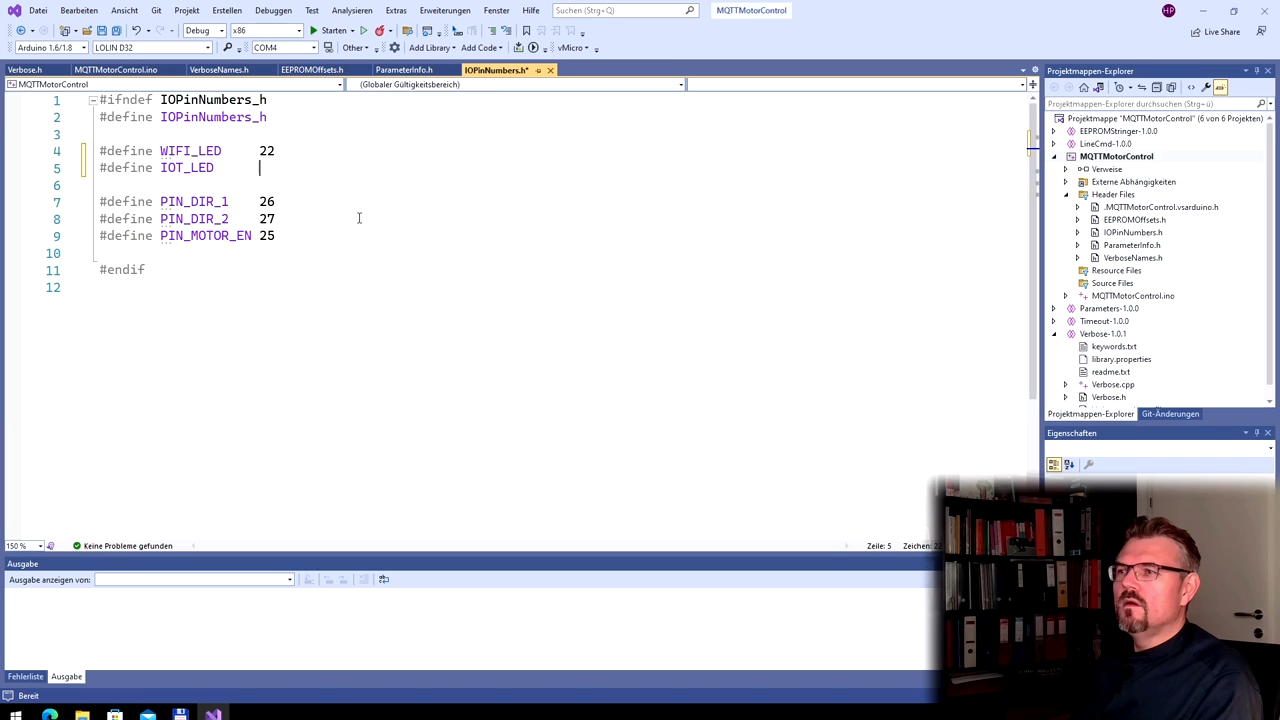 Datei Bearbeiten Ansicht Git Projekt Erstellen Debuggen Test Analysieren Extras Erweiterungen Fenster Hilfe Suchen (Strg+Ü) MQTTMotorControl HP
Debug x86 Starten Live Share
Arduino 1.6/1.8 LOLIN D32 COM4 Other Add Library Add Code vMicro
Verbose.h MQTTMotorControl.ino VerboseNames.h EEPROMOffsets.h ParameterInfo.h IOPinNumbers.h*
MQTTMotorControl (Globaler Gültigkeitsbereich)
1 #ifndef IOPinNumbers_h
2 #define IOPinNumbers_h
3
4 #define WIFI_LED 22
5 #define IOT_LED
6
7 #define PIN_DIR_1 26
8 #define PIN_DIR_2 27
9 #define PIN_MOTOR_EN 25
10
11 #endif
12
150 % Keine Probleme gefunden Zeile: 5 Zeichen: 22
Ausgabe
Ausgabe anzeigen von:
Fehlerliste Ausgabe
Bereit
Projektmappen-Explorer
Projektmappen-Explorer durchsuchen (Strg+ü)
Projektmappe "MQTTMotorControl" (6 von 6 Projekten)
EEPROMStringer-1.0.0
LineCmd-1.0.0
MQTTMotorControl
Verweise
Externe Abhängigkeiten
Header Files
.MQTTMotorControl.vsarduino.h
EEPROMOffsets.h
IOPinNumbers.h
ParameterInfo.h
VerboseNames.h
Resource Files
Source Files
MQTTMotorControl.ino
Parameters-1.0.0
Timeout-1.0.0
Verbose-1.0.1
keywords.txt
library.properties
readme.txt
Verbose.cpp
Verbose.h
Projektmappen-Explorer Git-Änderungen
Eigenschaften